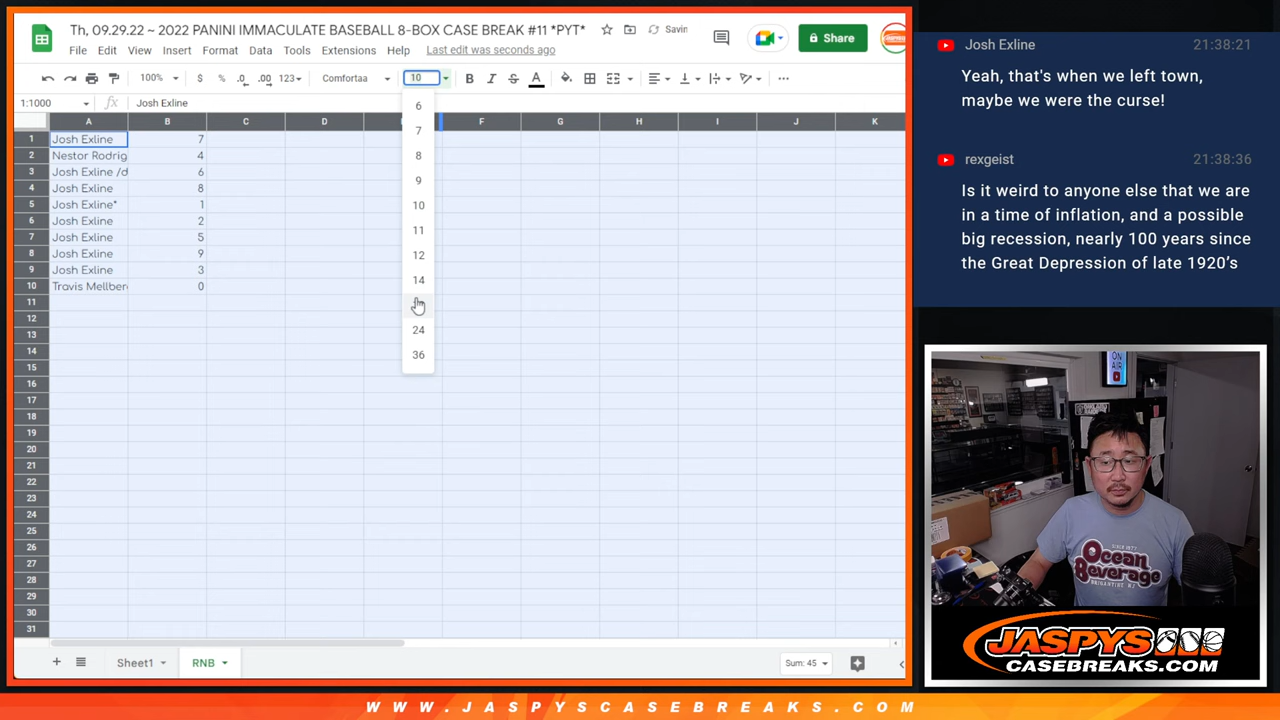 Th, 09.29.22 ~ 2022 PANINI IMMACULATE BASEBALL 8-BOX CASE BREAK #11 *PYT*
Savin
Share
File Edit View Insert Format Data Tools Extensions Help Last edit was seconds ago
100% $ % .0 .00 123 Comfortaa 10 B I S A
1:1000 fx Josh Exline
A B C D F G H I J K
1 Josh Exline 7
2 Nestor Rodrig 4
3 Josh Exline /d 6
4 Josh Exline 8
5 Josh Exline* 1
6 Josh Exline 2
7 Josh Exline 5
8 Josh Exline 9
9 Josh Exline 3
10 Travis Mellber 0
11
12
13
14
15
16
17
18
19
20
21
22
23
24
25
26
27
28
29
30
31
6
7
8
9
10
11
12
14
24
36
Sheet1 RNB Sum: 45
Josh Exline 21:38:21
Yeah, that's when we left town,
maybe we were the curse!
rexgeist 21:38:36
Is it weird to anyone else that we are
in a time of inflation, and a possible
big recession, nearly 100 years since
the Great Depression of late 1920's
ON
AIR
Ocean
Beverage
JASPYS
CASEBREAKS.COM
WWW.JASPYSCASEBREAKS.COM